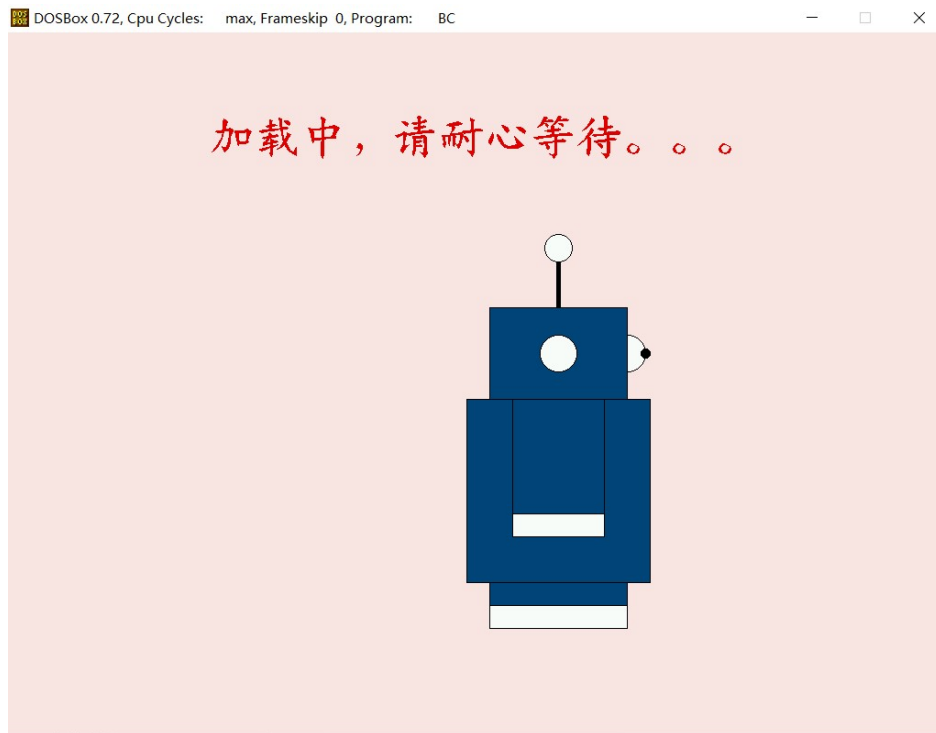 DOSBox 0.72, Cpu Cycles: max, Frameskip 0, Program: BC
加载中，请耐心等待。。。